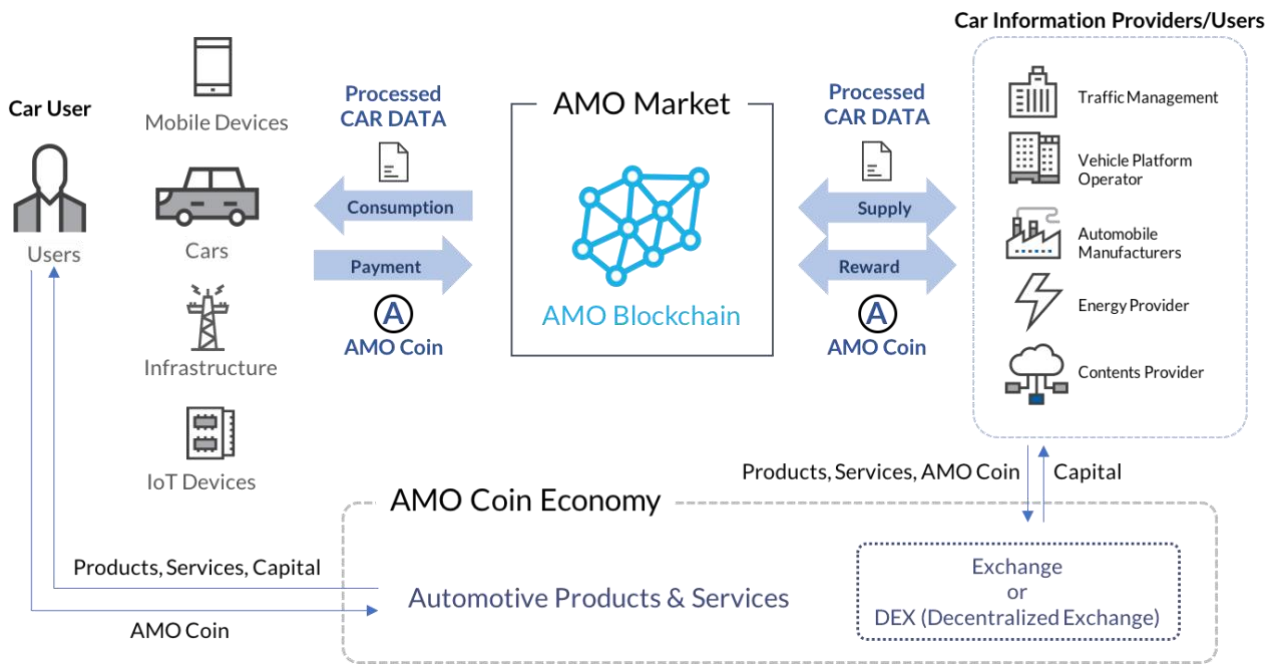 Car Information Providers/Users
Car User
Users
Mobile Devices
Cars
Infrastructure
IoT Devices
Processed
CAR DATA
Consumption
Payment
A
AMO Coin
AMO Market
AMO Blockchain
Processed
CAR DATA
Supply
Reward
A
AMO Coin
Traffic Management
Vehicle Platform
Operator
Automobile
Manufacturers
Energy Provider
Contents Provider
Products, Services, AMO Coin
Capital
AMO Coin Economy
Products, Services, Capital
AMO Coin
Automotive Products & Services
Exchange
or
DEX (Decentralized Exchange)